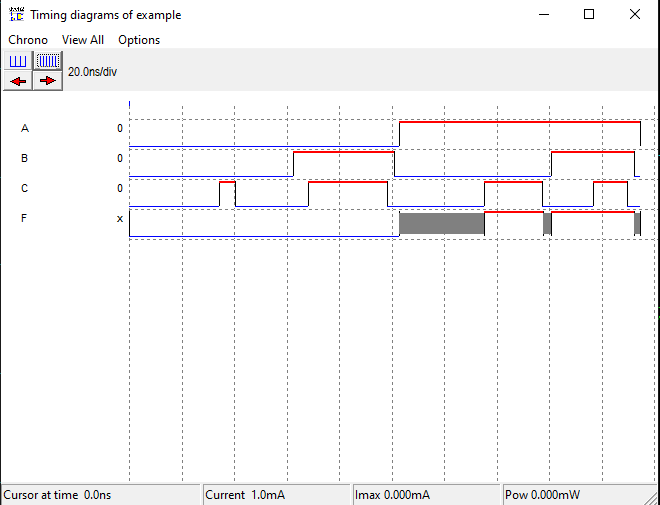 Timing diagrams of example
Chrono View All Options
20.0ns/div
A 0
B 0
C 0
F x
Cursor at time 0.0ns
Current 1.0mA
Imax 0.000mA
Pow 0.000mW